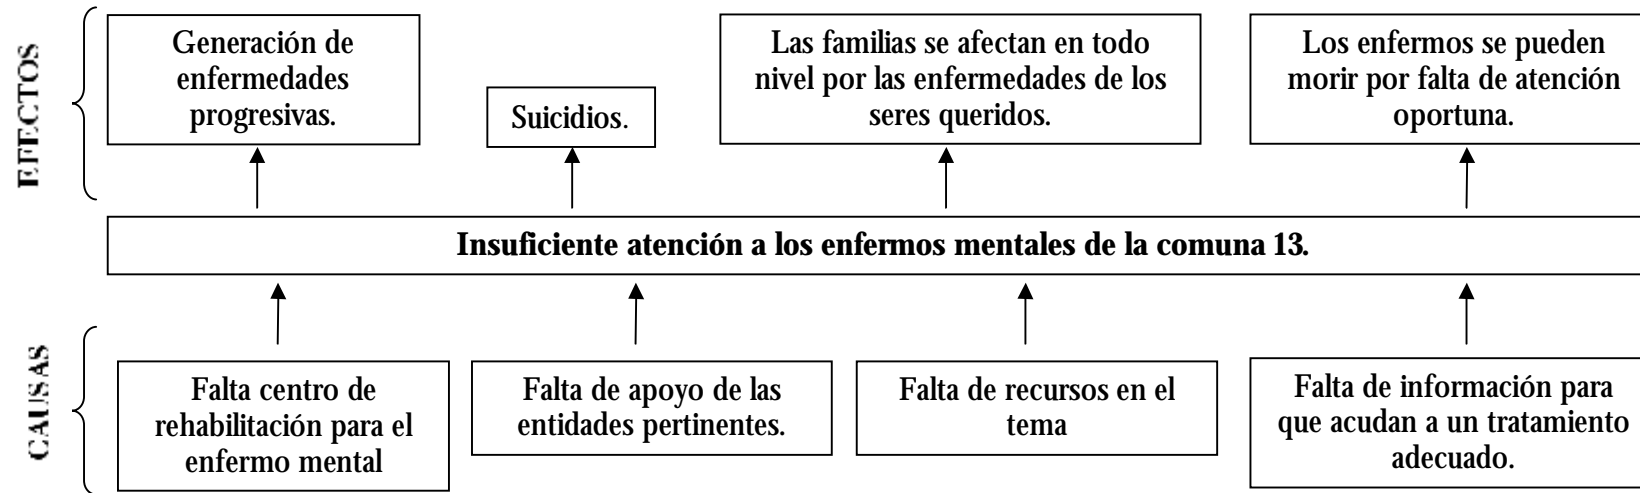 EFECTOS
Generación de
enfermedades
progresivas.
Suicidios.
Las familias se afectan en todo
nivel por las enfermedades de los
seres queridos.
Los enfermos se pueden
morir por falta de atención
oportuna.
Insuficiente atención a los enfermos mentales de la comuna 13.
CAUSAS
Falta centro de
rehabilitación para el
enfermo mental
Falta de apoyo de las
entidades pertinentes.
Falta de recursos en el
tema
Falta de información para
que acudan a un tratamiento
adecuado.